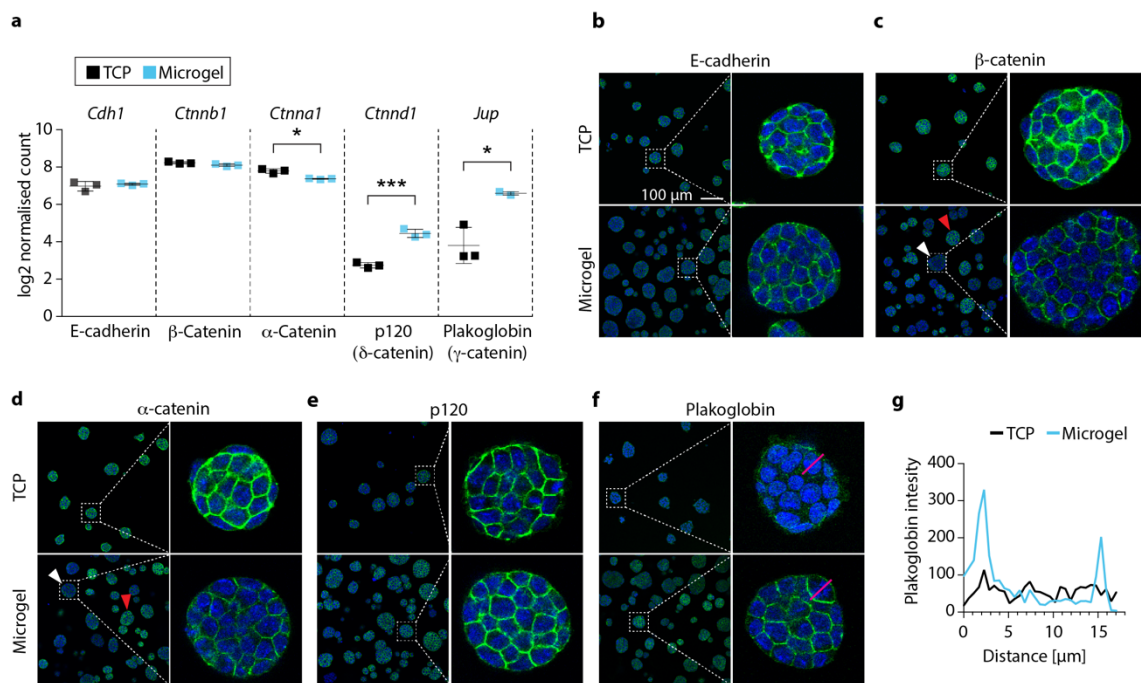 a
TCP Microgel
Cdh1 Ctnnb1 Ctnna1 Ctnnd1 Jup
* *** *
log2 normalised count
10
8
6
4
2
0
E-cadherin β-Catenin α-Catenin p120 (δ-catenin) Plakoglobin (γ-catenin)
b
E-cadherin
TCP
100 µm
Microgel
c
β-catenin
d
α-catenin
TCP
Microgel
e
p120
f
Plakoglobin
g
TCP Microgel
Plakoglobin intesity
400
300
200
100
0
0 5 10 15
Distance [µm]